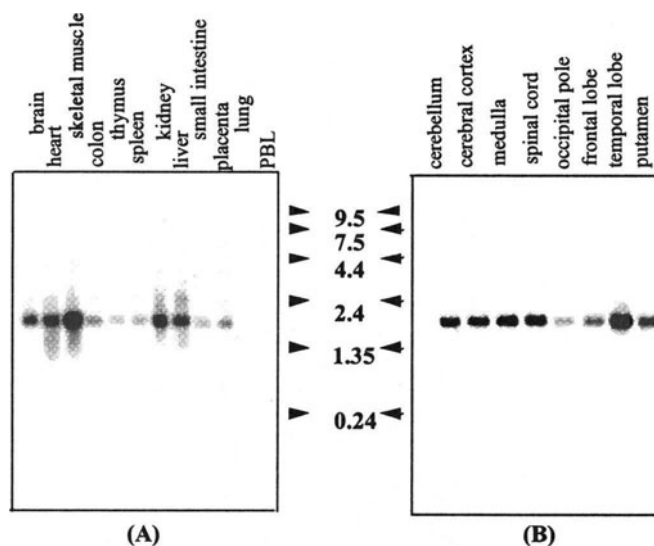 brain
heart
skeletal muscle
colon
thymus
spleen
kidney
liver
small intestine
placenta
lung
PBL
9.5
7.5
4.4
2.4
1.35
0.24
cerebellum
cerebral cortex
medulla
spinal cord
occipital pole
frontal lobe
temporal lobe
putamen
(A)
(B)